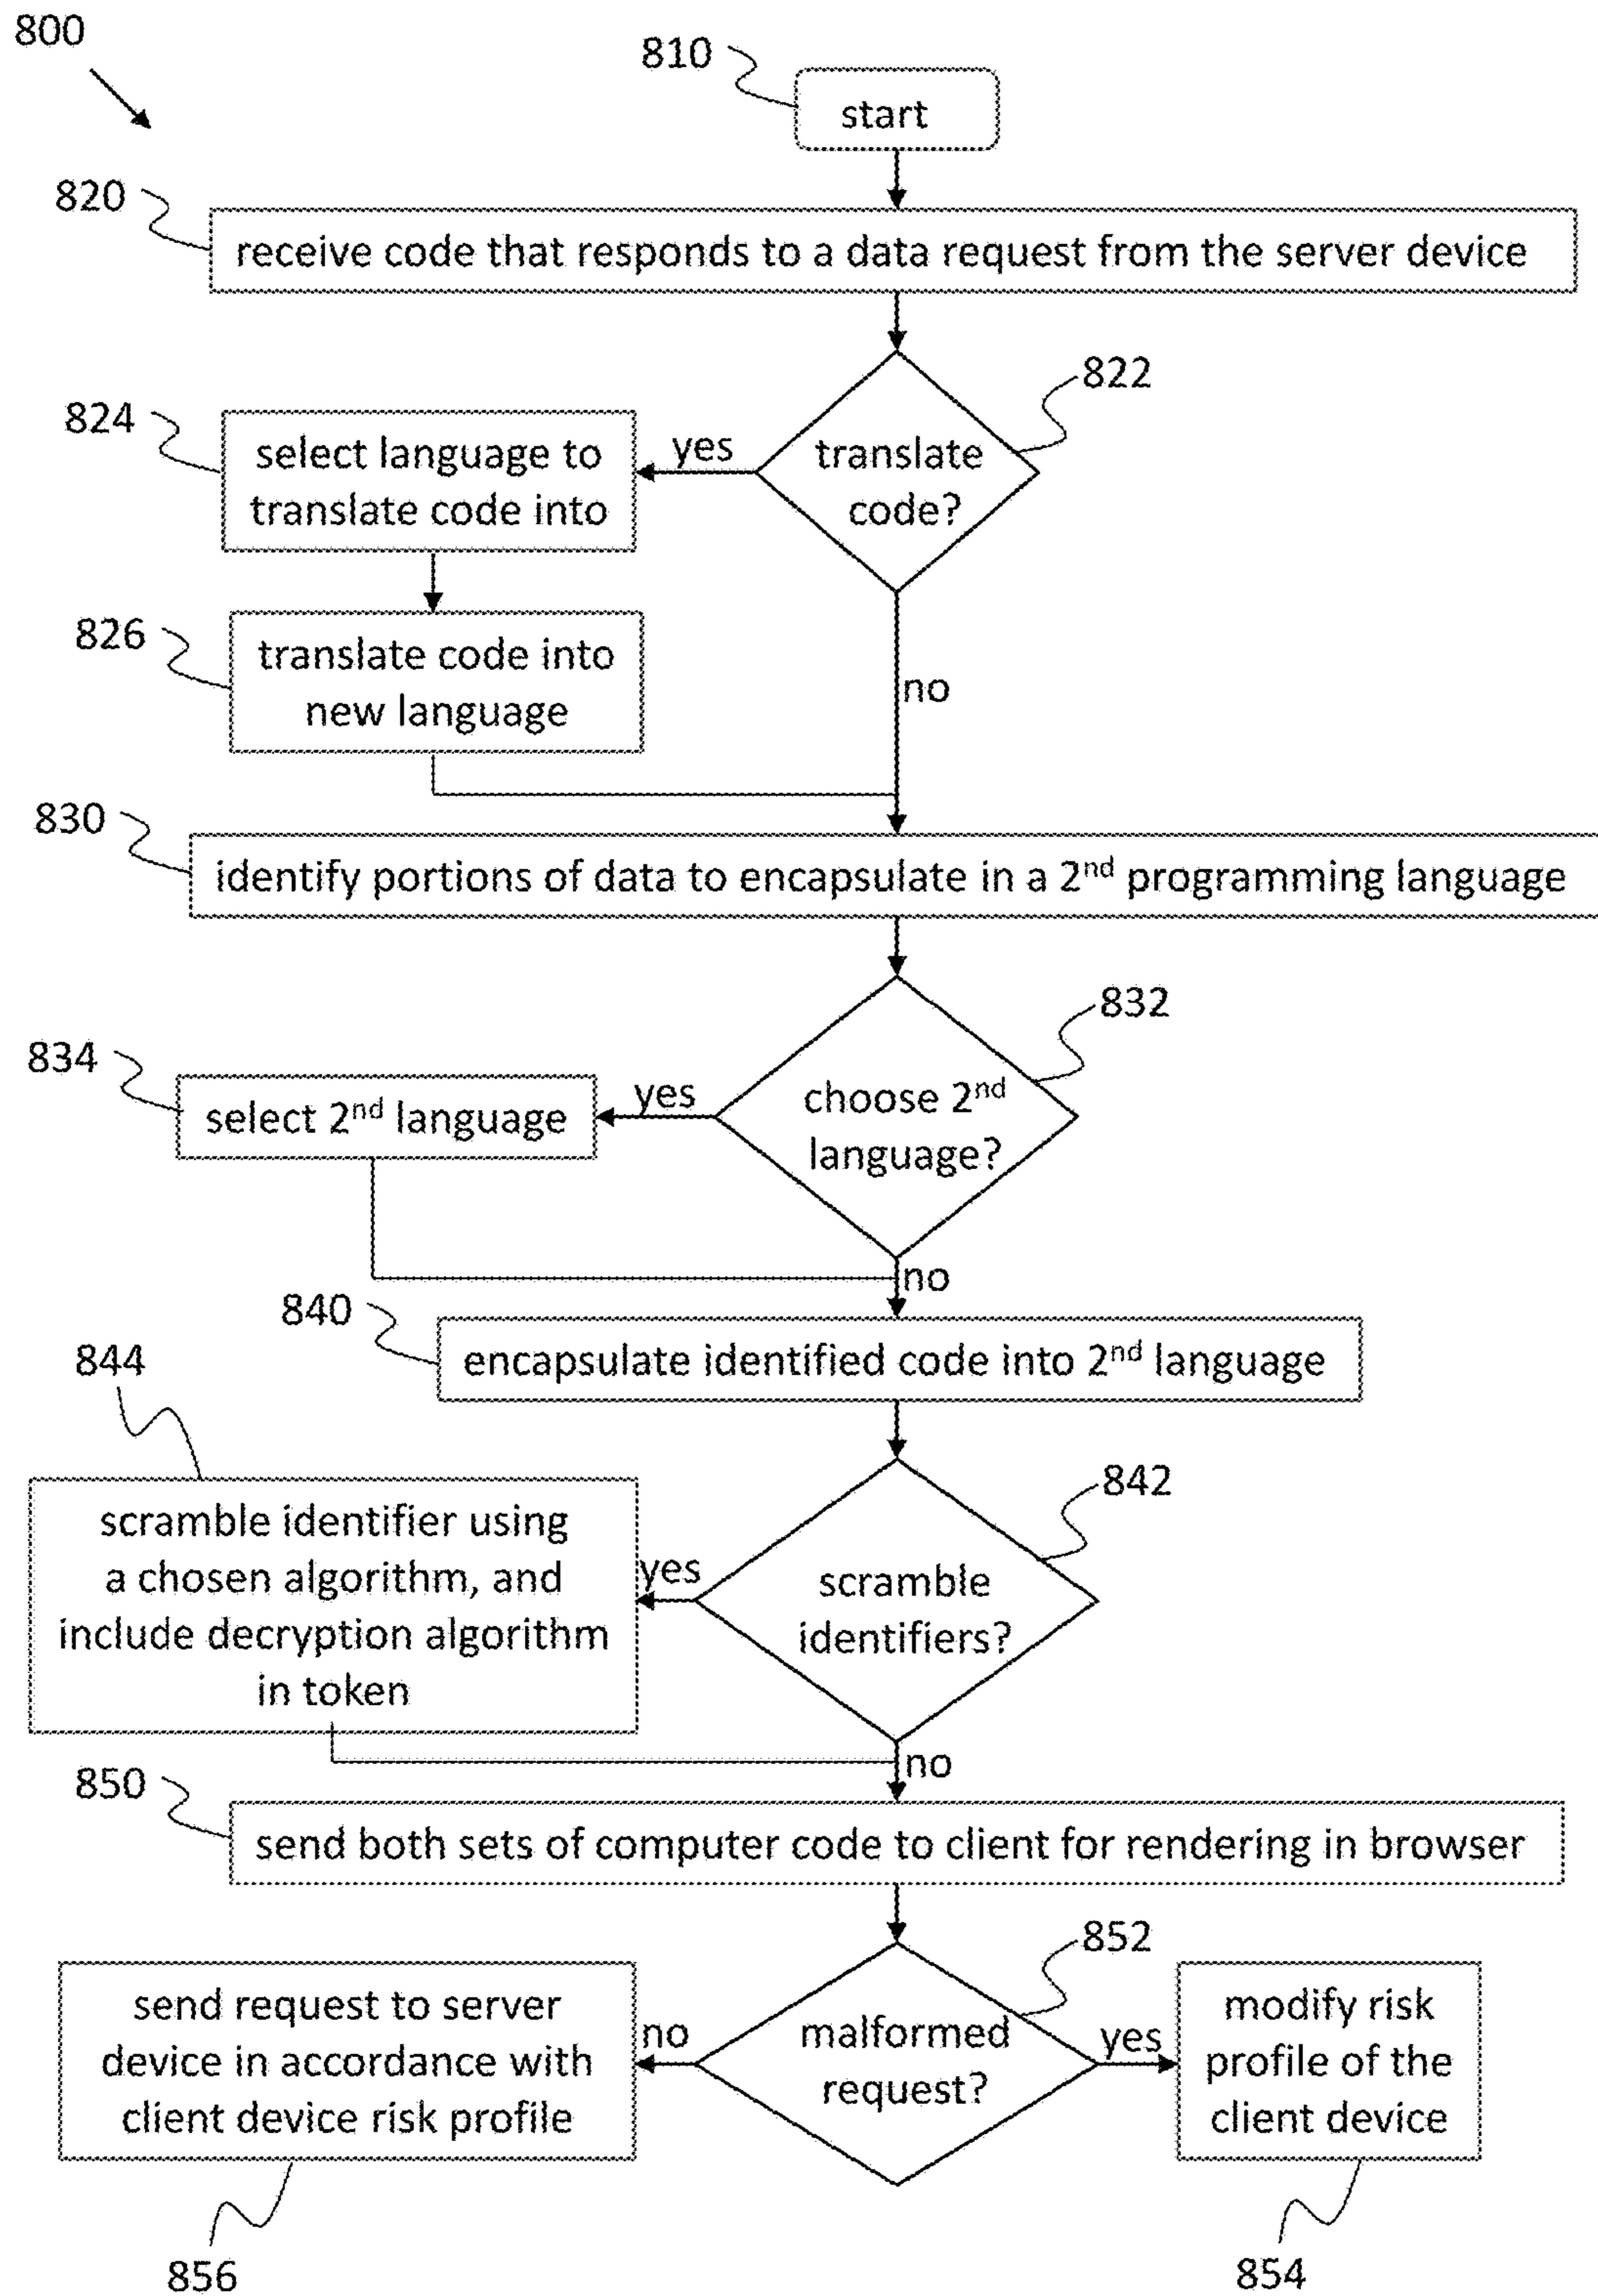 800
810
start
820
receive code that responds to a data request from the server device
822
824
select language to
translate code into
yes
translate
code?
826
translate code into
new language
no
830
identify portions of data to encapsulate in a 2nd programming language
832
834
select 2nd language
yes
choose 2nd
language?
no
840
encapsulate identified code into 2nd language
844
842
scramble identifier using
a chosen algorithm, and
include decryption algorithm
in token
yes
scramble
identifiers?
no
850
send both sets of computer code to client for rendering in browser
852
send request to server
device in accordance with
client device risk profile
no
malformed
request?
yes
modify risk
profile of the
client device
856
854